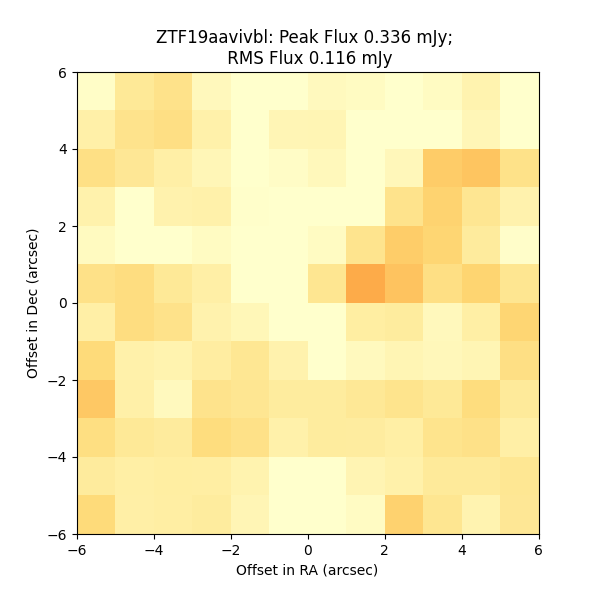 ZTF19aavivbl: Peak Flux 0.336 mJy;
RMS Flux 0.116 mJy
6
4
2
0
−2
−4
−6
Offset in Dec (arcsec)
−6 −4 −2 0 2 4 6
Offset in RA (arcsec)